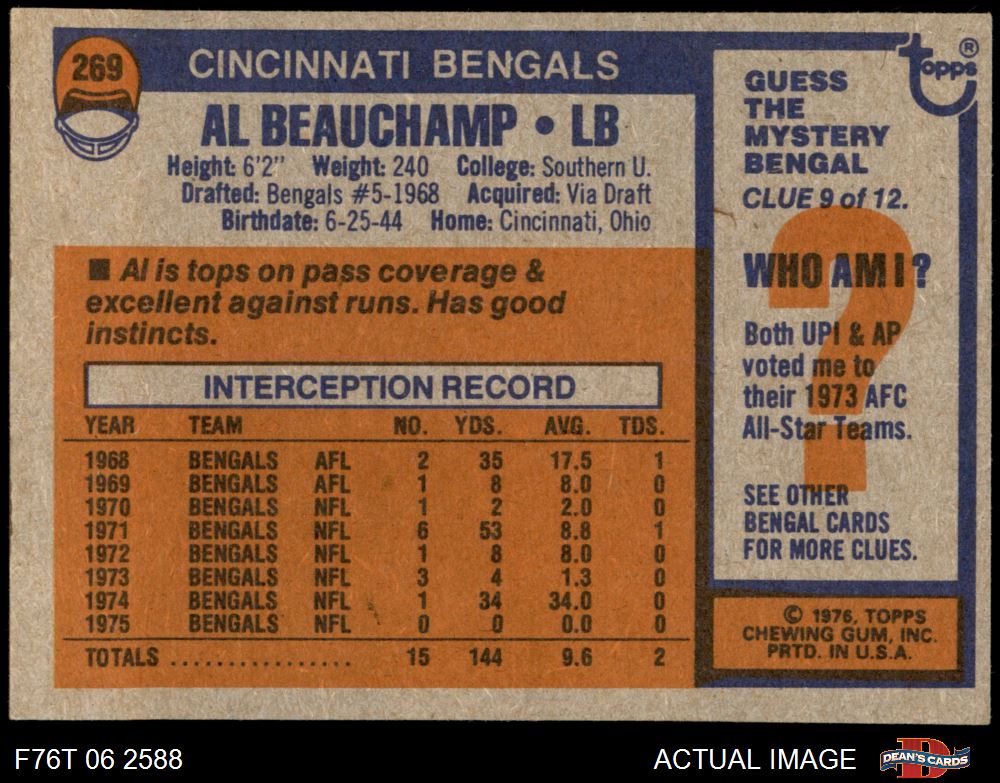 269
CINCINNATI BENGALS
AL BEAUCHAMP • LB
Height: 6'2" Weight: 240 College: Southern U.
Drafted: Bengals #5-1968 Acquired: Via Draft
Birthdate: 6-25-44 Home: Cincinnati, Ohio
■ Al is tops on pass coverage &
excellent against runs. Has good
instincts.
INTERCEPTION RECORD
YEAR TEAM NO. YDS. AVG. TDS.
1968 BENGALS AFL 2 35 17.5 1
1969 BENGALS AFL 1 8 8.0 0
1970 BENGALS NFL 1 2 2.0 0
1971 BENGALS NFL 6 53 8.8 1
1972 BENGALS NFL 1 8 8.0 0
1973 BENGALS NFL 3 4 1.3 0
1974 BENGALS NFL 1 34 34.0 0
1975 BENGALS NFL 0 0 0.0 0
TOTALS ................ 15 144 9.6 2
topps ®
GUESS
THE
MYSTERY
BENGAL
CLUE 9 of 12.
?
WHO AM I?
Both UPI & AP
voted me to
their 1973 AFC
All-Star Teams.
SEE OTHER
BENGAL CARDS
FOR MORE CLUES.
© 1976, TOPPS
CHEWING GUM, INC.
PRTD. IN U.S.A.
F76T 06 2588
ACTUAL IMAGE
D
DEAN'S CARDS